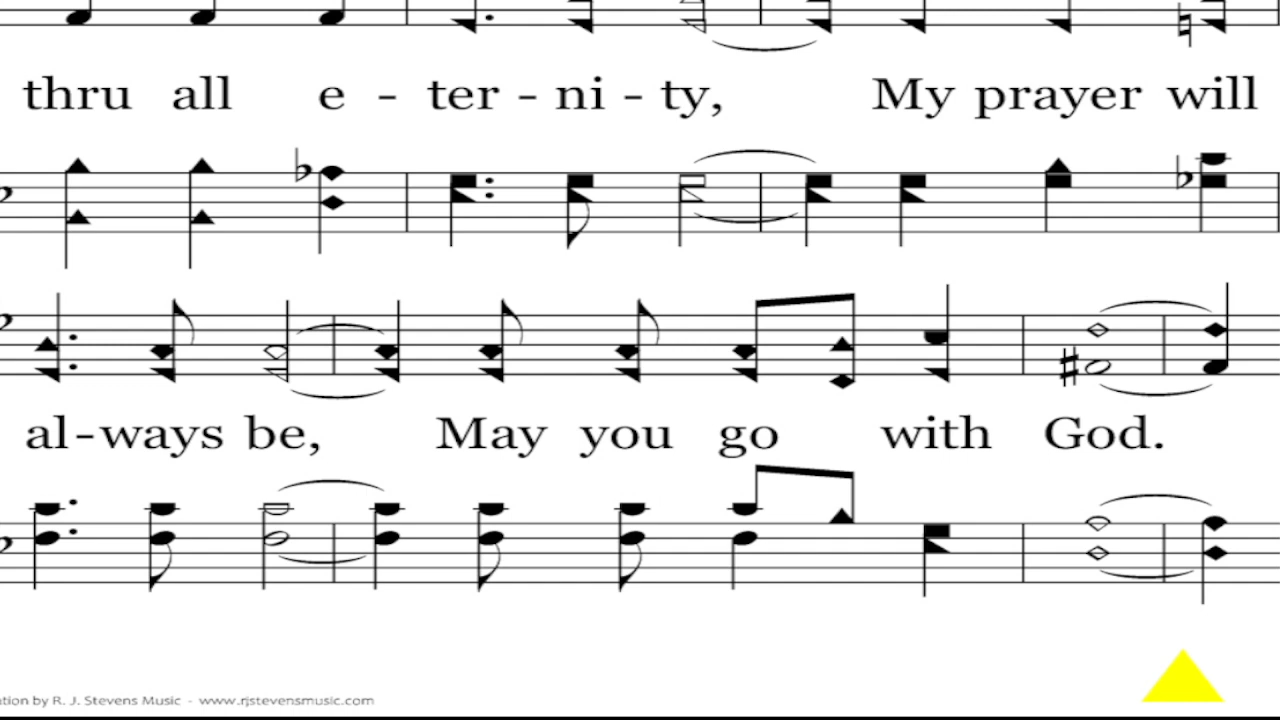 thru all e - ter - ni - ty, My prayer will
al-ways be, May you go with God.
by R. J. Stevens Music - www.rjstevensmusic.com